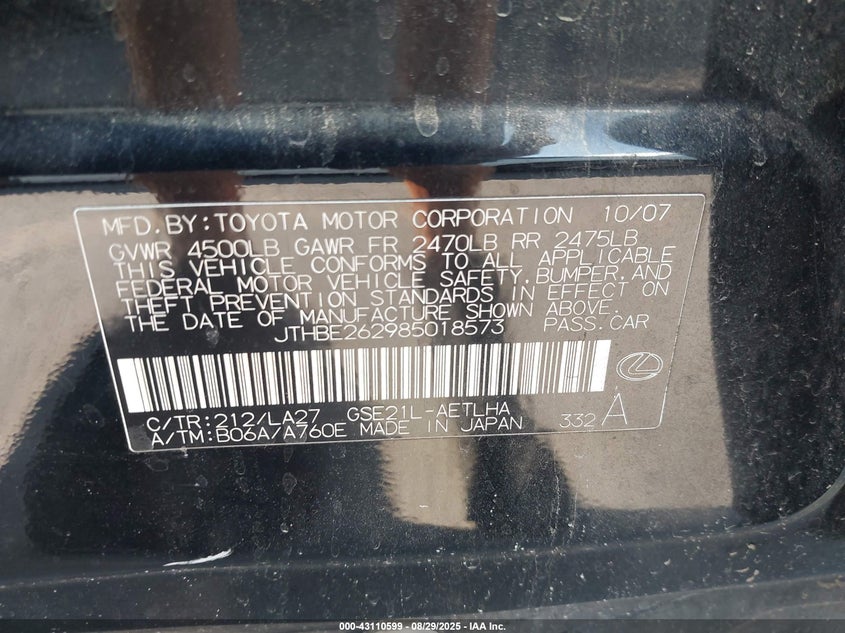 MFD.BY:TOYOTA MOTOR CORPORATION 10/07
GVWR 4500LB GAWR FR 2470LB RR 2475LB
THIS VEHICLE CONFORMS TO ALL APPLICABLE
FEDERAL MOTOR VEHICLE SAFETY,BUMPER,AND
THEFT PREVENTION STANDARDS IN EFFECT ON
THE DATE OF MANUFACTURE SHOWN ABOVE.
JTHBE262985018573 PASS.CAR
C/TR:212/LA27 GSE21L-AETLHA
A/TM:B06A/A760E MADE IN JAPAN 332 A
000-43110599 - 08/29/2025 - IAA Inc.